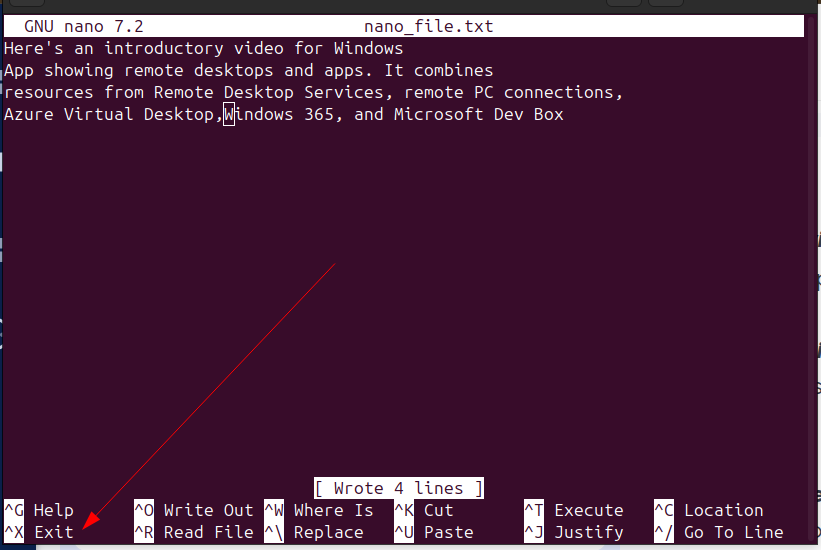 GNU nano 7.2 nano_file.txt
Here's an introductory video for Windows
App showing remote desktops and apps. It combines
resources from Remote Desktop Services, remote PC connections,
Azure Virtual Desktop,Windows 365, and Microsoft Dev Box
[ Wrote 4 lines ]
^G Help ^O Write Out ^W Where Is ^K Cut ^T Execute ^C Location
^X Exit ^R Read File ^\ Replace ^U Paste ^J Justify ^/ Go To Line